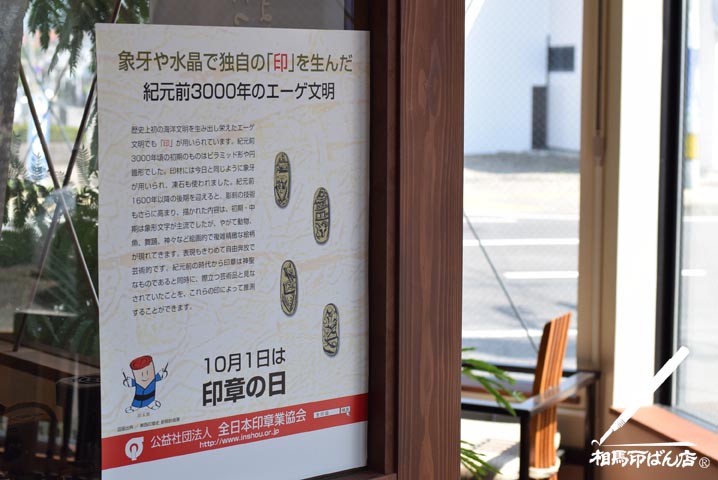 象牙や水晶で独自の「印」を生んだ
紀元前3000年のエーゲ文明
歴史上初の海洋文明を生み出し栄えたエーゲ
文明でも「印」が用いられています。紀元前
3000年頃の初期のものはピラミッド形や円
錐形でした。印材には今日と同じように象牙
が用いられ、凍石も使われました。紀元前
1600年以降の後期を迎えると、彫刻の技術
もさらに高まり、描かれた内容は、初期・中
期は象形文字が主流でしたが、やがて動物、
魚、舞踊、神々など絵画的で複雑精緻な絵柄
が現れてきます。表現もきわめて自由奔放で
芸術的です。紀元前の時代から印章は神聖
なものであると同時に、際立つ芸術品と見な
されていたことを、これらの印によって推測
することができます。
10月1日は
印章の日
公益社団法人 全日本印章業協会
http://www.inshou.or.jp
相馬印ばん店®